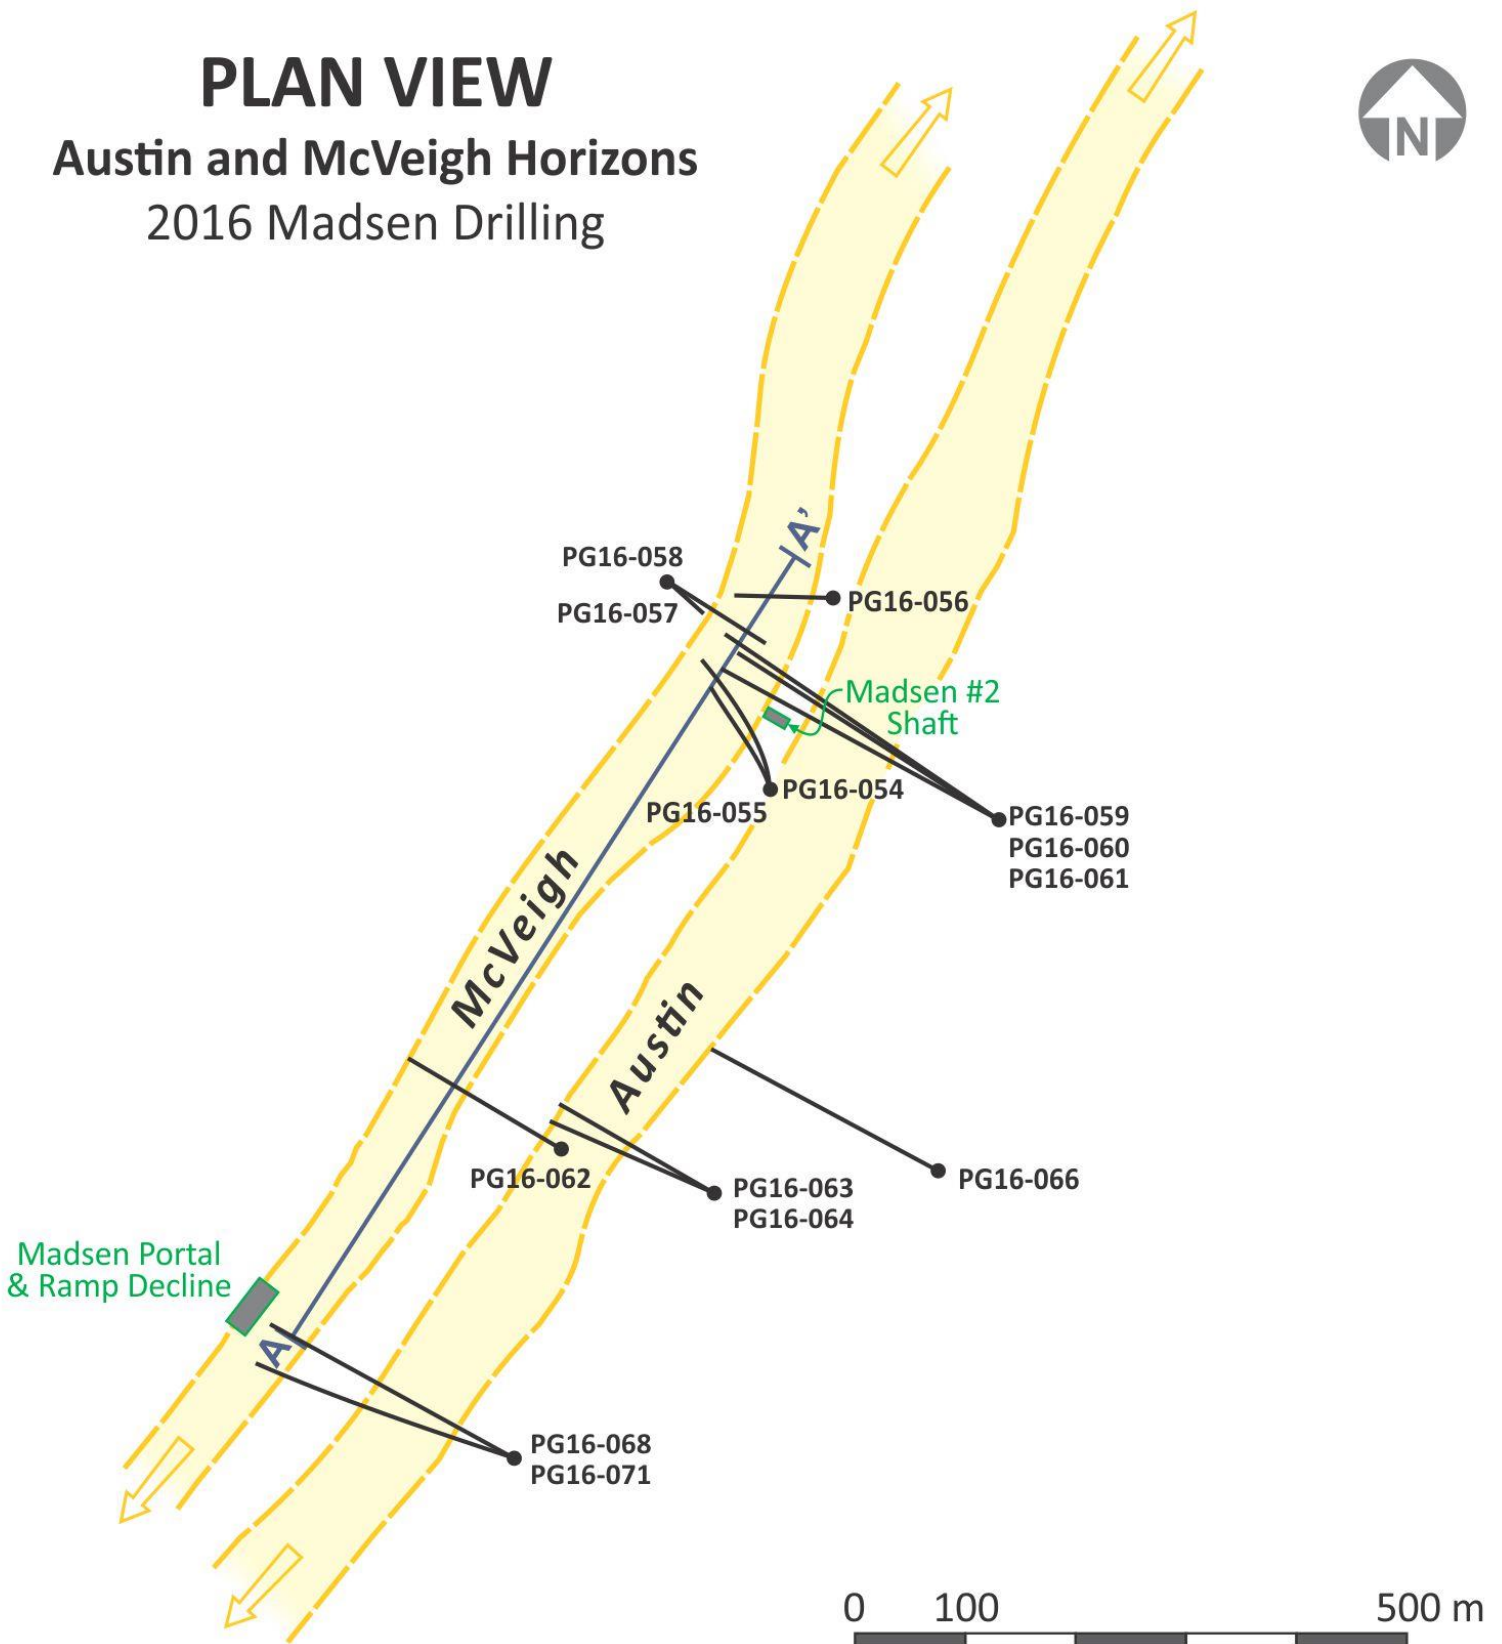 PLAN VIEW
Austin and McVeigh Horizons
2016 Madsen Drilling
N
A’
PG16-058
PG16-057
PG16-056
Madsen #2
Shaft
PG16-054
PG16-055
PG16-059
PG16-060
PG16-061
McVeigh
Austin
PG16-062
PG16-063
PG16-064
PG16-066
Madsen Portal
& Ramp Decline
A
PG16-068
PG16-071
0 100 500 m